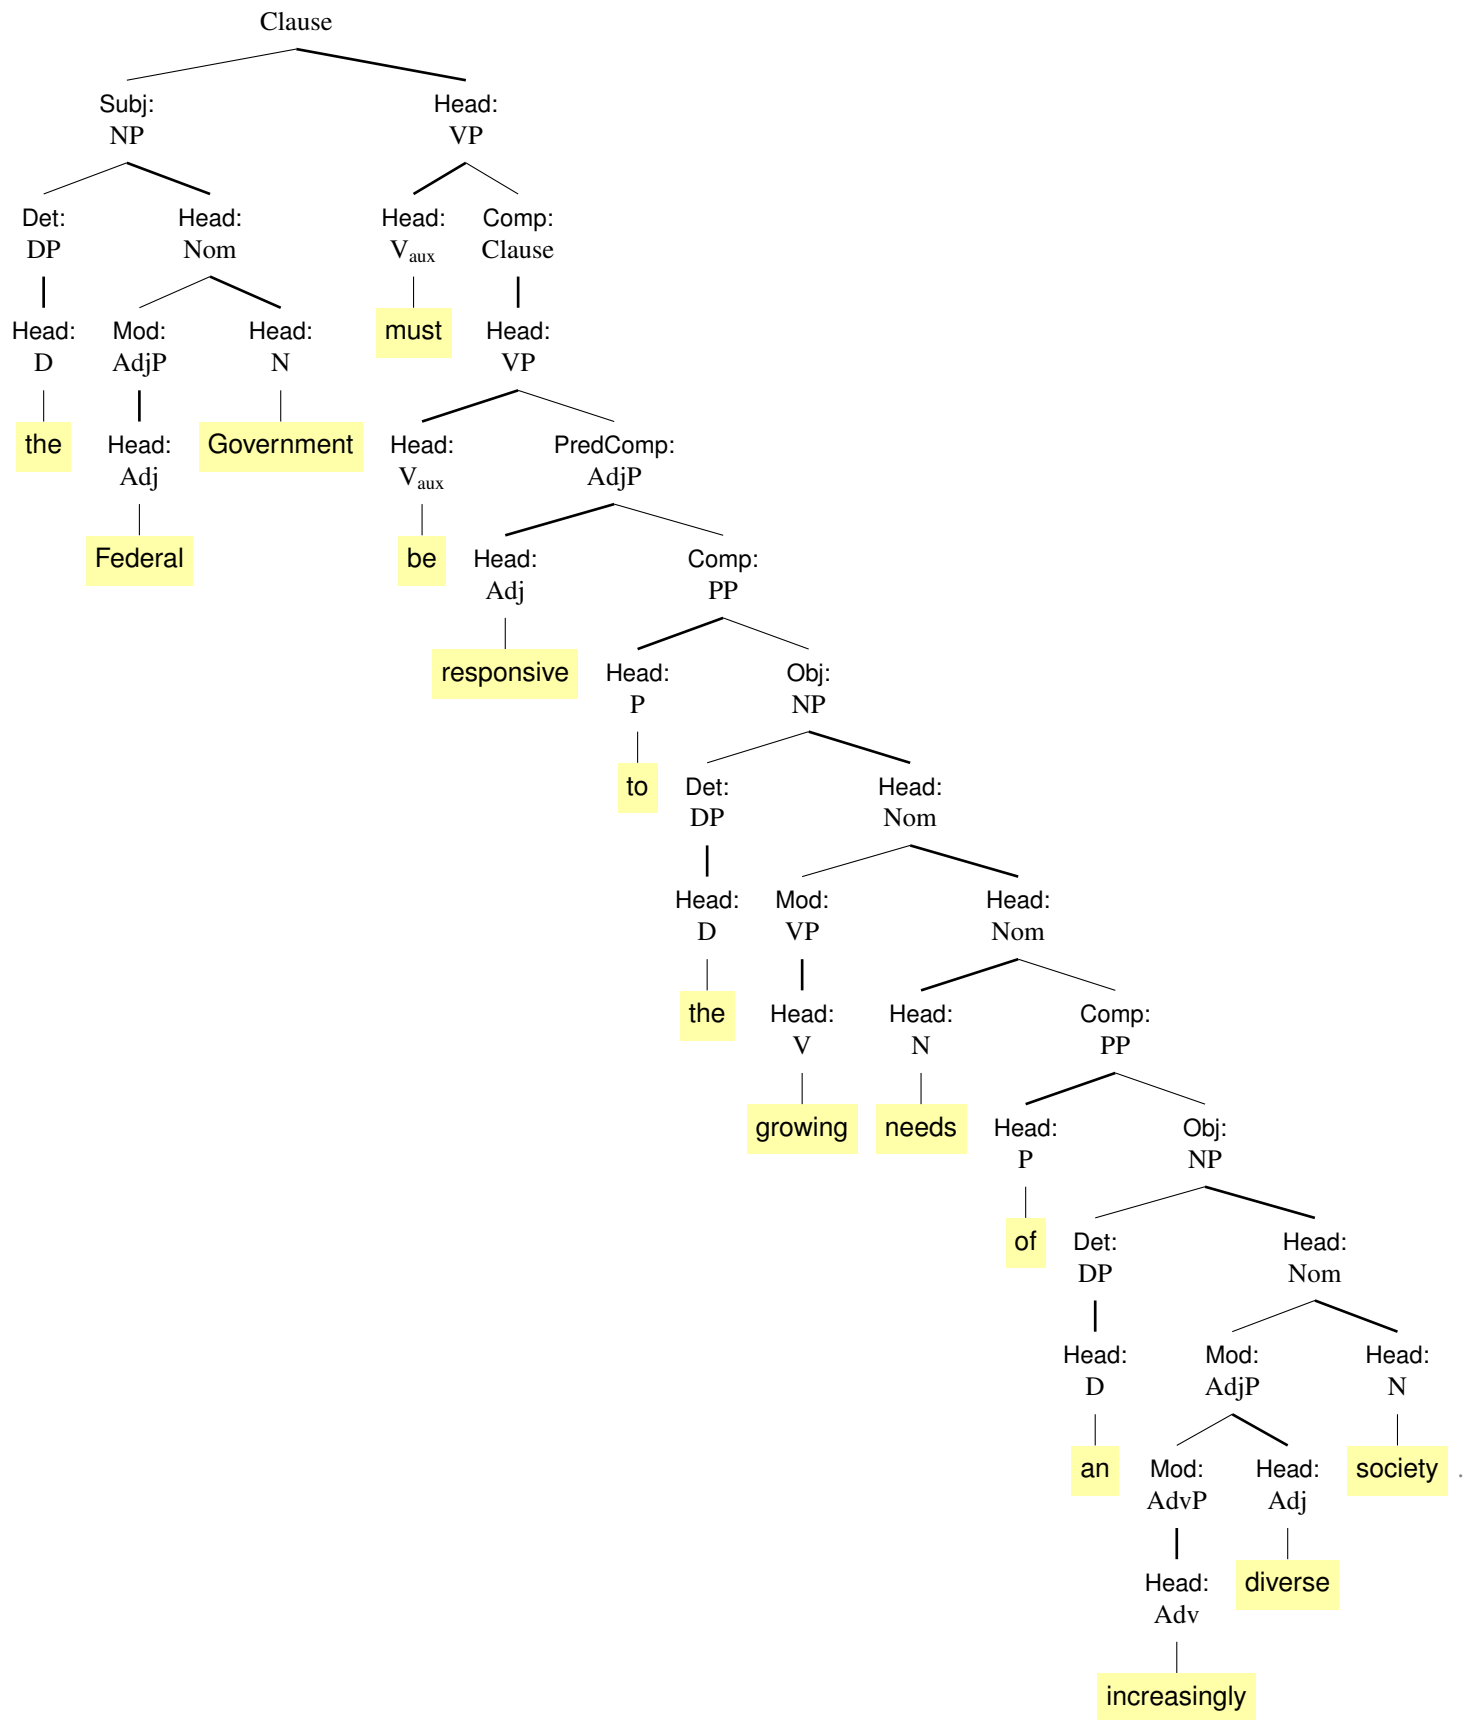 Clause
Subj: Head:
NP VP
Det: Head: Head: Comp:
DP Nom Vaux Clause
Head: Mod: Head: must Head:
D AdjP N VP
the Head: Government Head: PredComp:
Adj Vaux AdjP
Federal be Head: Comp:
Adj PP
responsive Head: Obj:
P NP
to Det: Head:
DP Nom
Head: Mod: Head:
D VP Nom
the Head: Head: Comp:
V N PP
growing needs Head: Obj:
P NP
of Det: Head:
DP Nom
Head: Mod: Head:
D AdjP N
an Mod: Head: society .
AdvP Adj
Head: diverse
Adv
increasingly